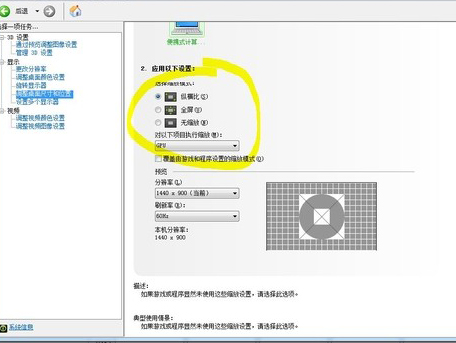 后退
选择一项任务...
3D 设置
通过预览调整图像设置
管理 3D 设置
显示
更改分辨率
调整桌面颜色设置
旋转显示器
调整桌面尺寸和位置
设置多个显示器
视频
调整视频颜色设置
调整视频图像设置
系统信息
便携式计算...
2. 应用以下设置:
选择缩放模式:
纵横比(S)
全屏(F)
无缩放(N)
对以下项目执行缩放(M):
GPU
覆盖由游戏和程序设置的缩放模式(O)
预览
分辨率(L)
1440 x 900 (当前)
刷新率(R):
60Hz
本机分辨率:
1440 x 900
描述:
如果游戏或程序显然未使用这些缩放设置,请选择此选项。
典型使用情景:
如果游戏或程序显然未使用这些缩放设置,请选择此选项。